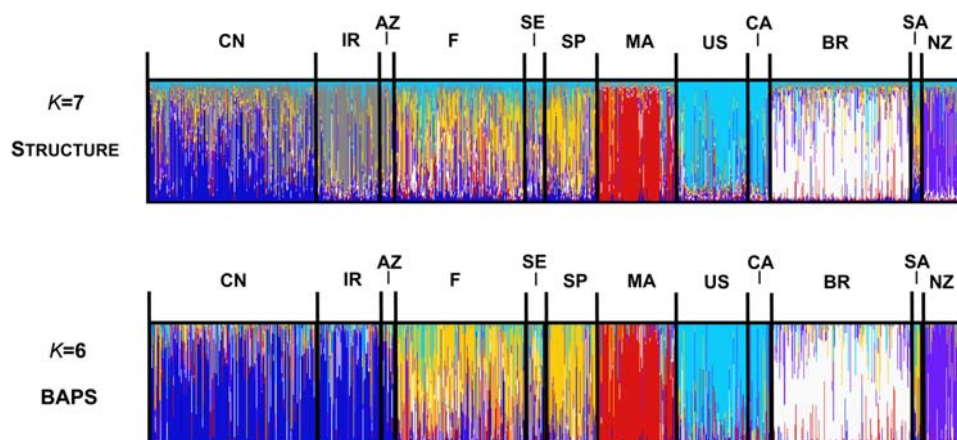 AZ SE CA SA
CN IR F SP MA US BR NZ
K=7
STRUCTURE
AZ SE CA SA
CN IR F SP MA US BR NZ
K=6
BAPS